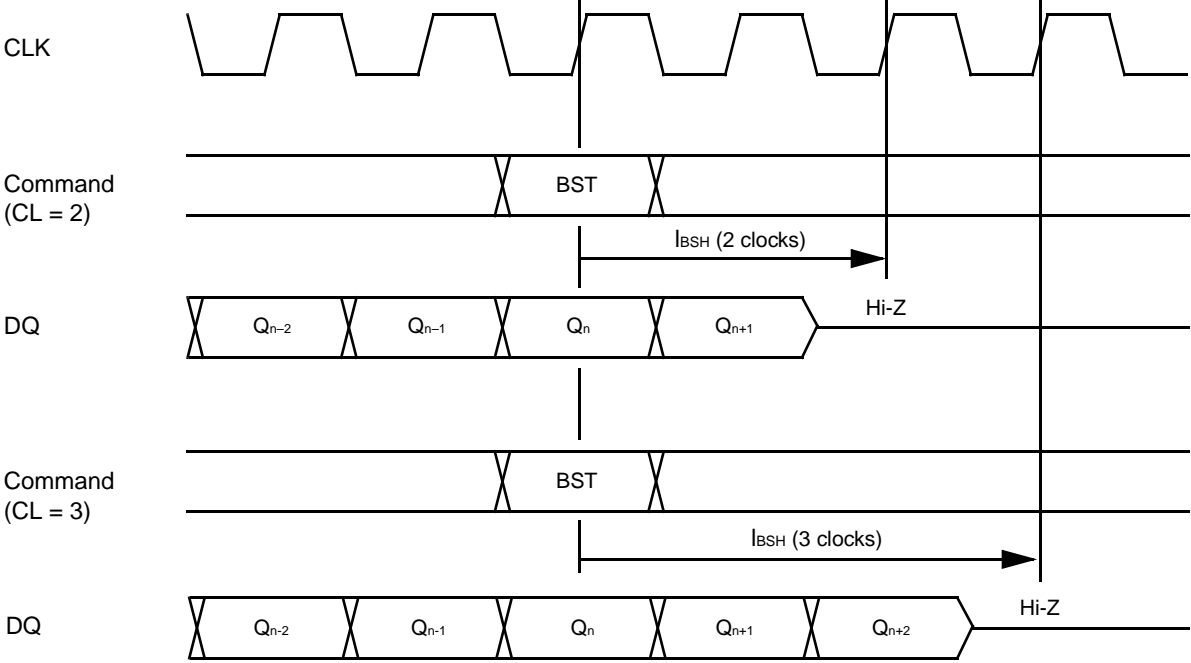 CLK
Command
(CL = 2)
BST
IBSH (2 clocks)
DQ
Qn–2
Qn–1
Qn
Qn+1
Hi-Z
Command
(CL = 3)
BST
IBSH (3 clocks)
DQ
Qn-2
Qn-1
Qn
Qn+1
Qn+2
Hi-Z